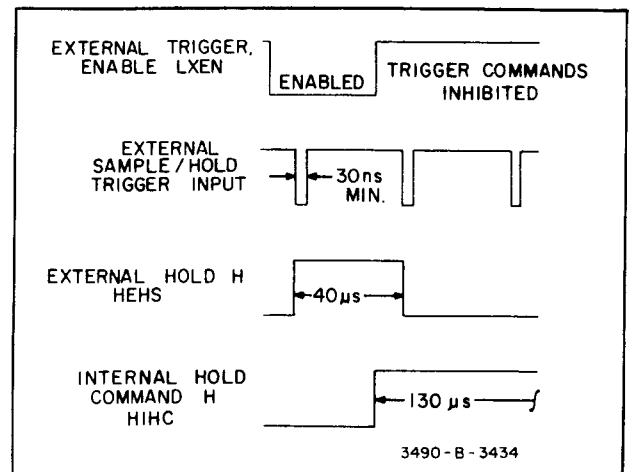 EXTERNAL TRIGGER,
ENABLE LXEN
ENABLED
TRIGGER COMMANDS
INHIBITED
EXTERNAL
SAMPLE/HOLD
TRIGGER INPUT
30ns
MIN.
EXTERNAL HOLD H
HEHS
40µs
INTERNAL HOLD
COMMAND H
HIHC
130 µs
3490-B-3434